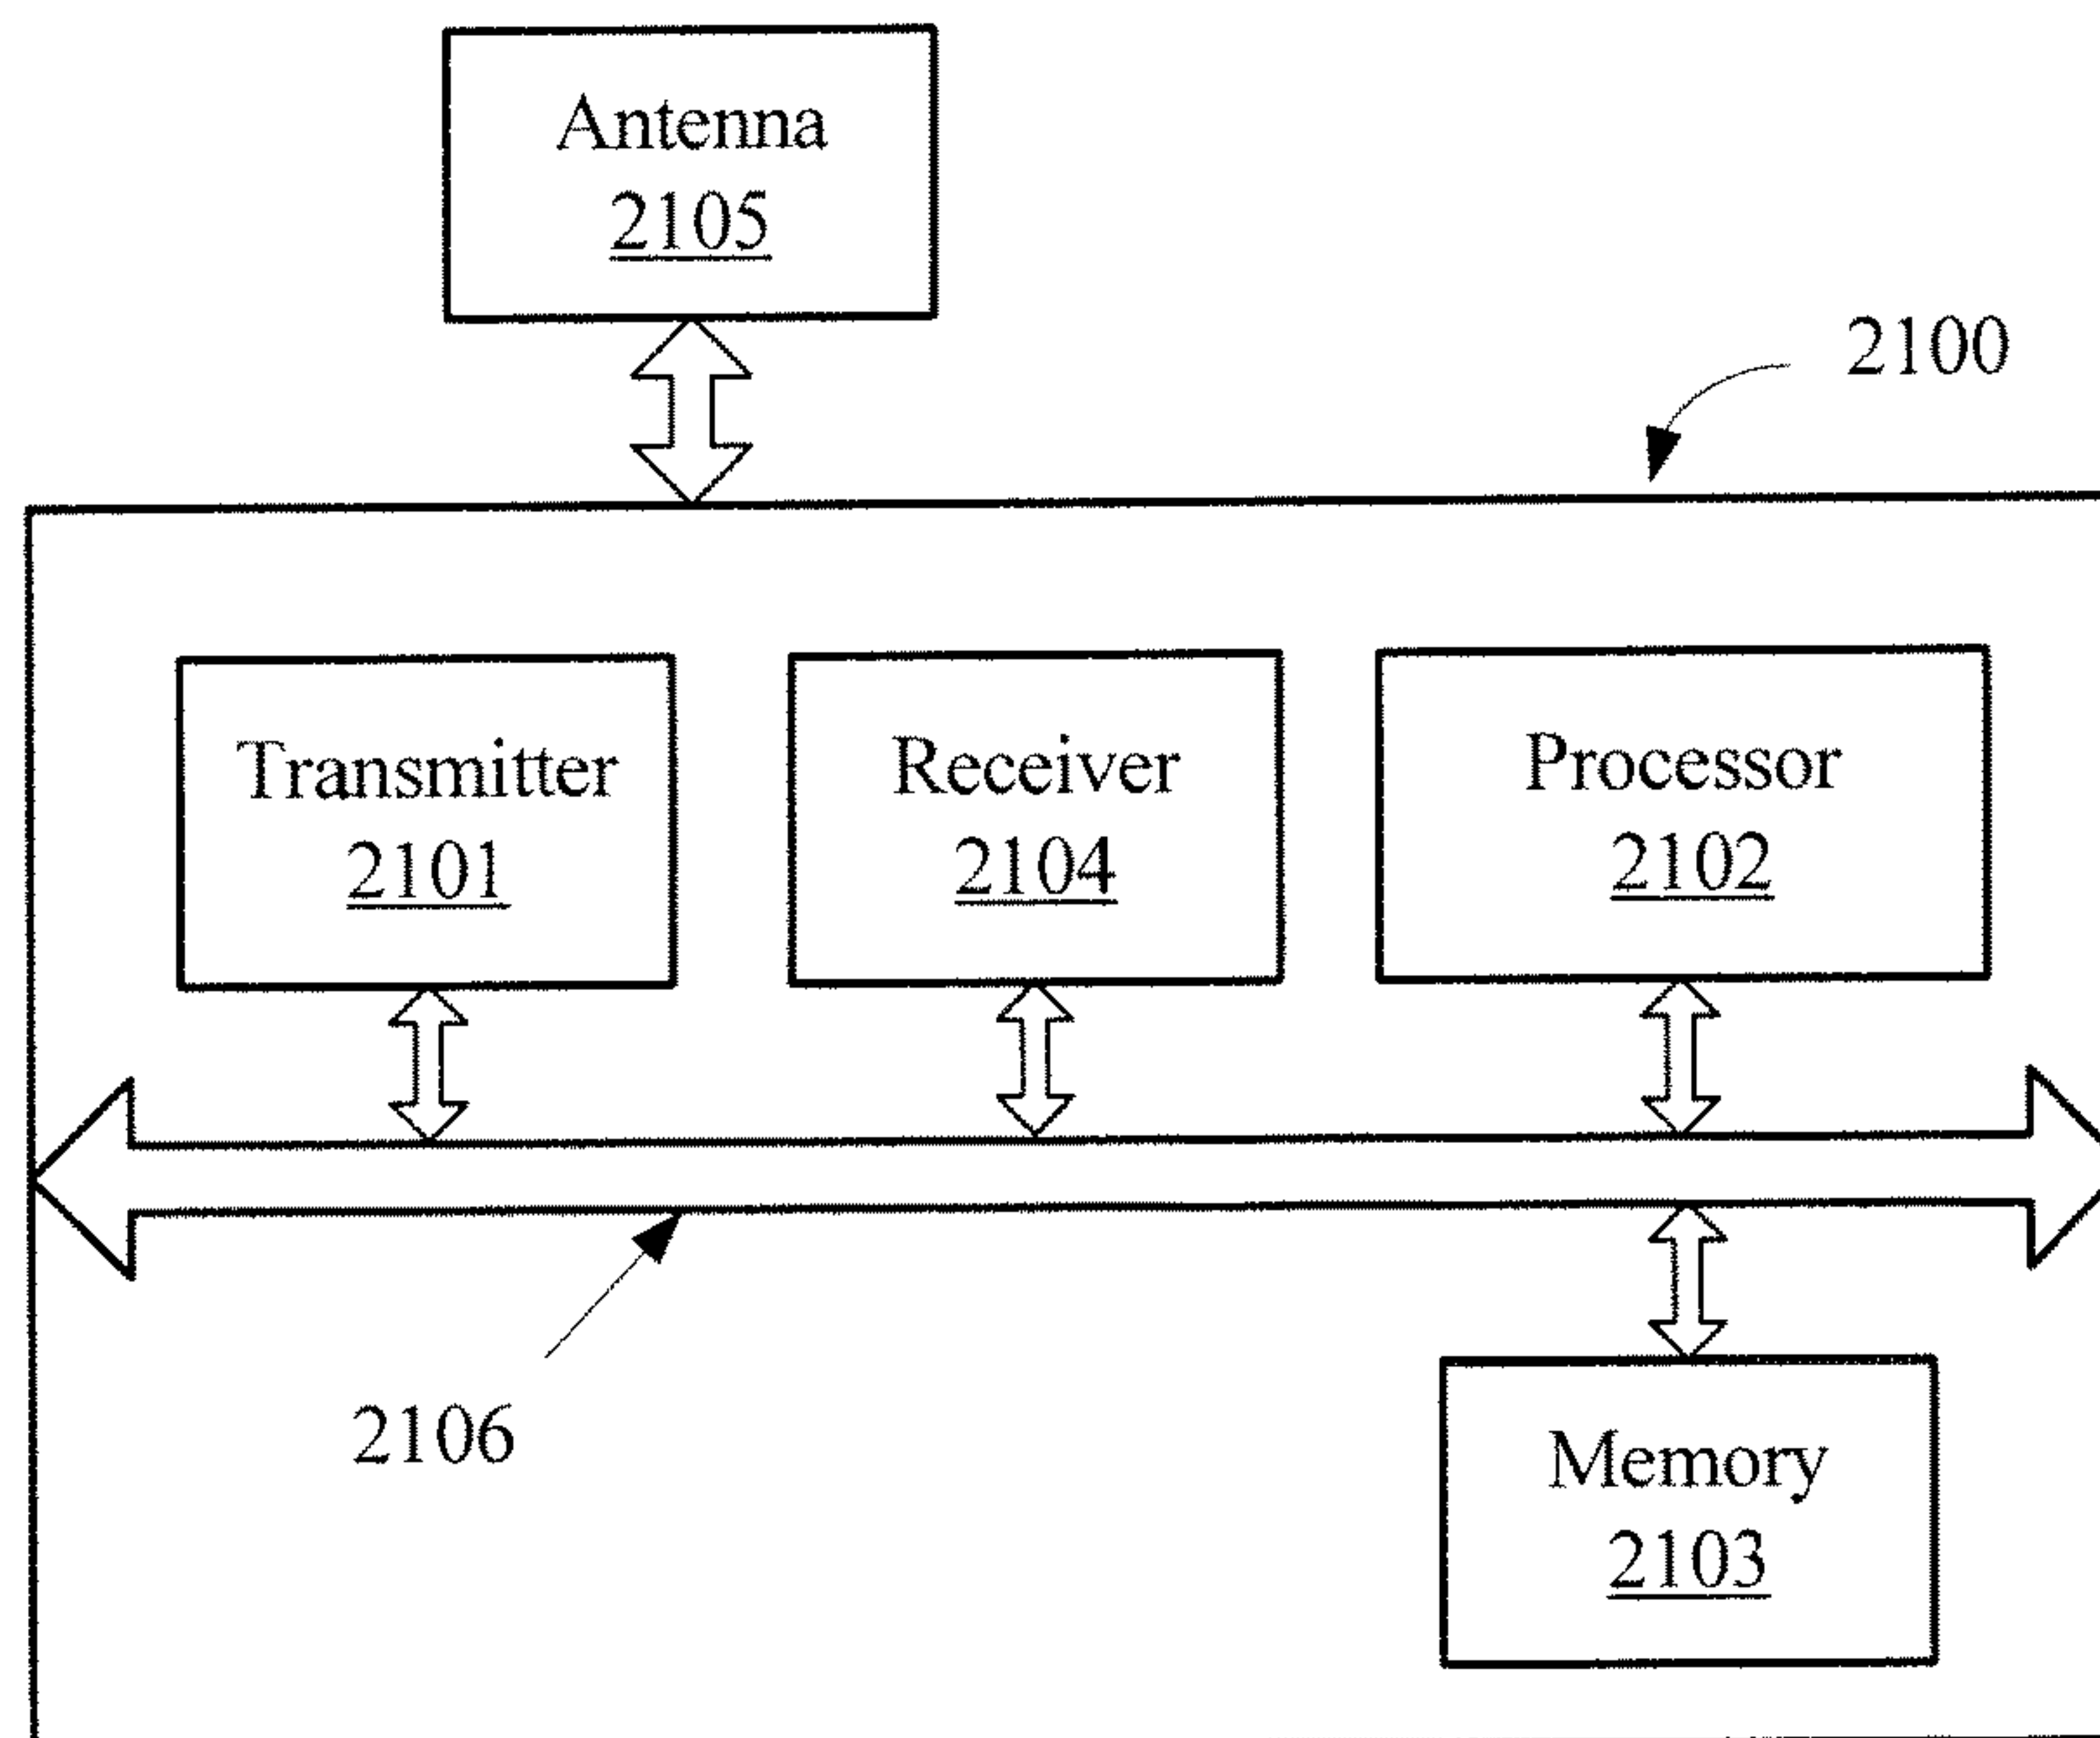 Antenna
2105
2100
Transmitter
2101
Receiver
2104
Processor
2102
2106
Memory
2103